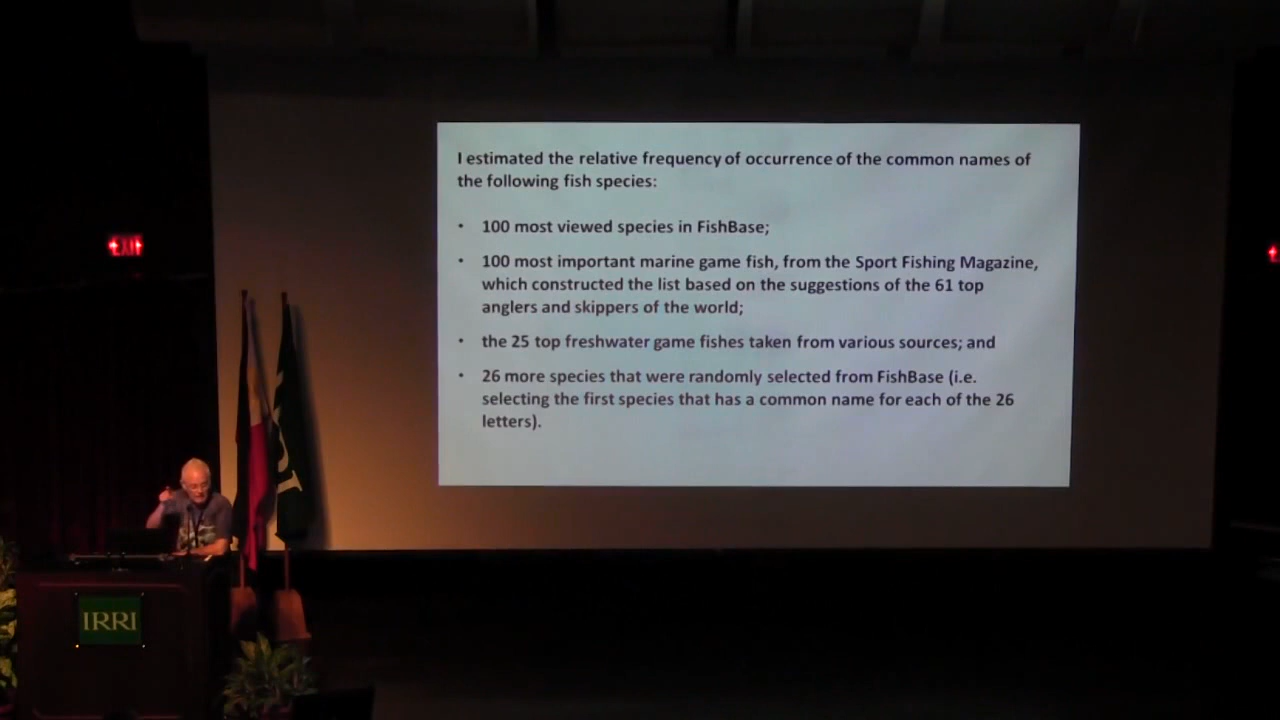 I estimated the relative frequency of occurrence of the common names of
the following fish species:
• 100 most viewed species in FishBase;
• 100 most important marine game fish, from the Sport Fishing Magazine,
which constructed the list based on the suggestions of the 61 top
anglers and skippers of the world;
• the 25 top freshwater game fishes taken from various sources; and
• 26 more species that were randomly selected from FishBase (i.e.
selecting the first species that has a common name for each of the 26
letters).
EXIT
IRRI